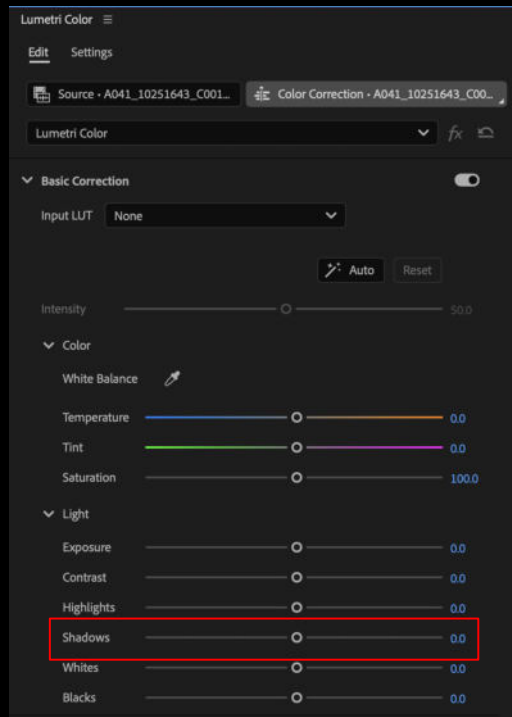 Lumetri Color
Edit Settings
Source · A041_10251643_C001... Color Correction · A041_10251643_C00...
Lumetri Color fx
Basic Correction
Input LUT None
Auto Reset
Intensity 50.0
Color
White Balance
Temperature 0.0
Tint 0.0
Saturation 100.0
Light
Exposure 0.0
Contrast 0.0
Highlights 0.0
Shadows 0.0
Whites 0.0
Blacks 0.0